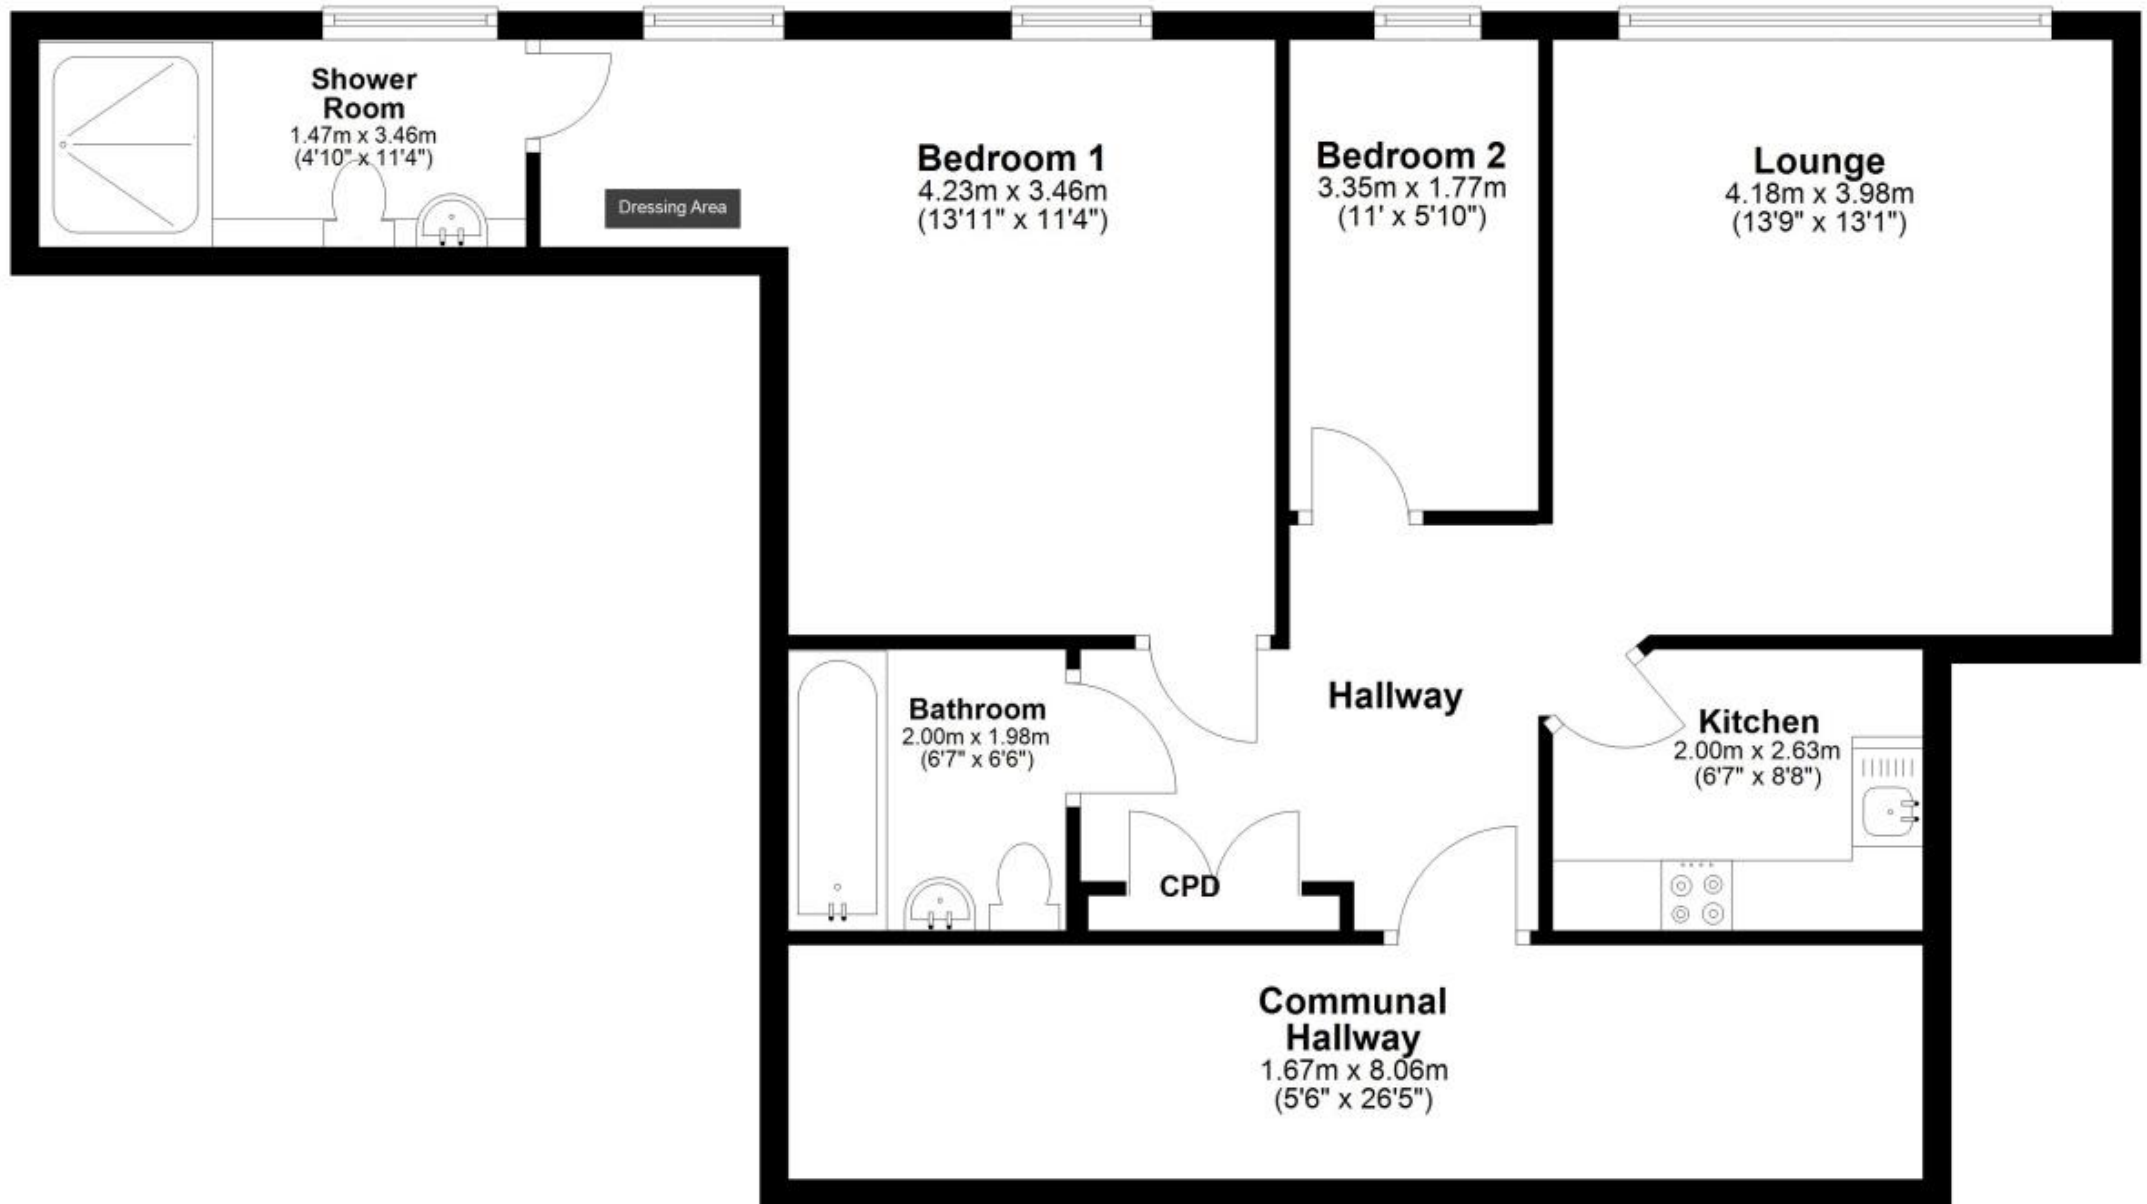 Shower
Room
1.47m x 3.46m
(4'10" x 11'4")
Dressing Area
Bedroom 1
4.23m x 3.46m
(13'11" x 11'4")
Bedroom 2
3.35m x 1.77m
(11' x 5'10")
Lounge
4.18m x 3.98m
(13'9" x 13'1")
Bathroom
2.00m x 1.98m
(6'7" x 6'6")
Hallway
Kitchen
2.00m x 2.63m
(6'7" x 8'8")
CPD
Communal
Hallway
1.67m x 8.06m
(5'6" x 26'5")